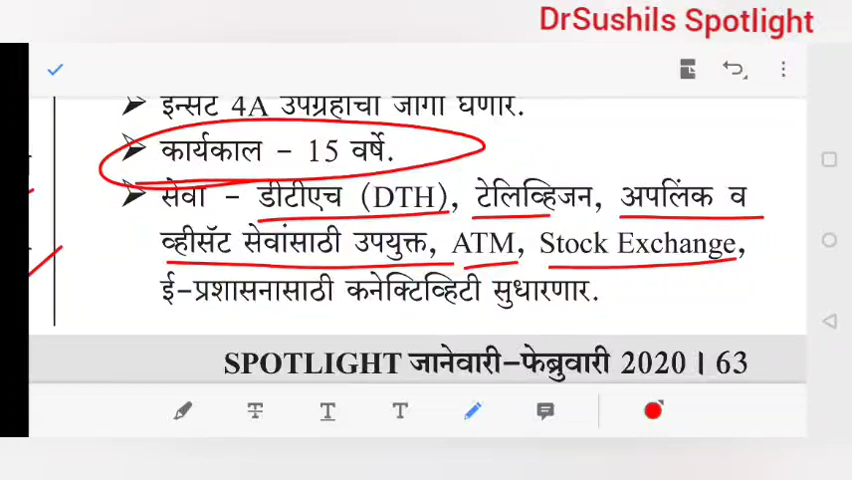 DrSushils Spotlight
➤ इन्सॅट 4A उपग्रहाची जागा घेणार.
➤ कार्यकाल - 15 वर्षे.
➤ सेवा - डीटीएच (DTH), टेलिव्हिजन, अपलिंक व
व्हीसॅट सेवांसाठी उपयुक्त, ATM, Stock Exchange,
ई-प्रशासनासाठी कनेक्टिव्हिटी सुधारणार.
SPOTLIGHT जानेवारी-फेब्रुवारी 2020 | 63